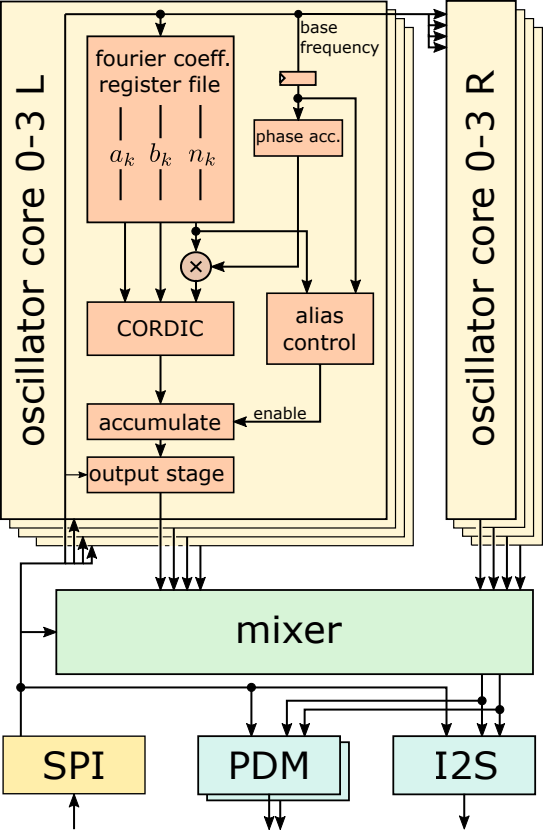 oscillator core 0-3 L
fourier coeff.
register file
a_k b_k n_k
base
frequency
phase acc.
×
CORDIC
alias
control
accumulate
enable
output stage
oscillator core 0-3 R
mixer
SPI
PDM
I2S